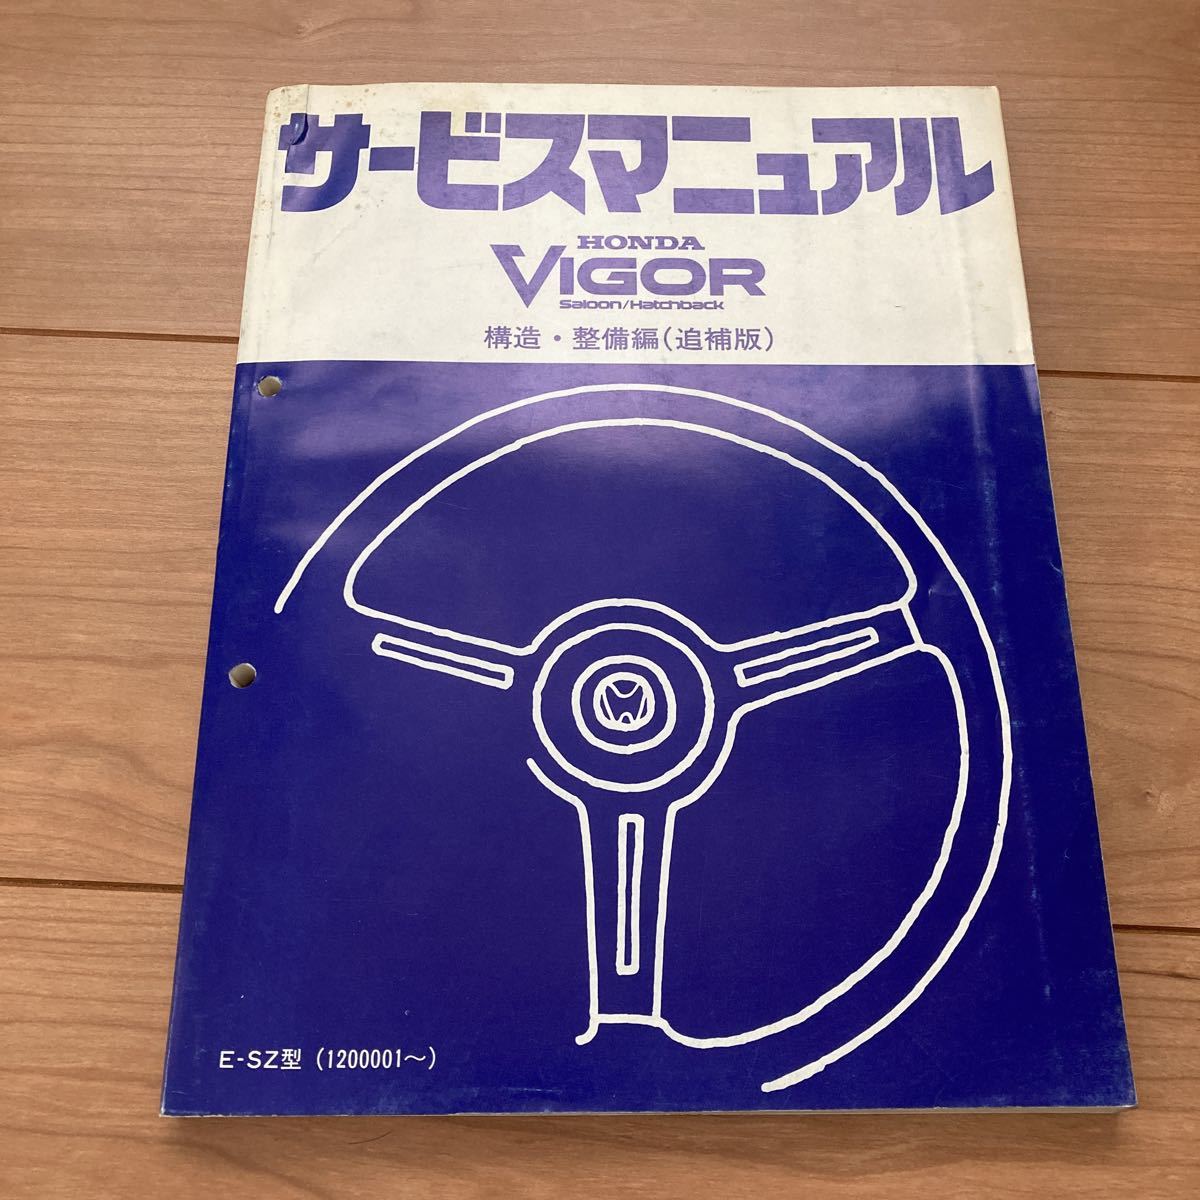 サービスマニュアル
HONDA
VIGOR
Saloon/Hatchback
構造・整備編(追補版)
E-SZ型 (1200001〜)